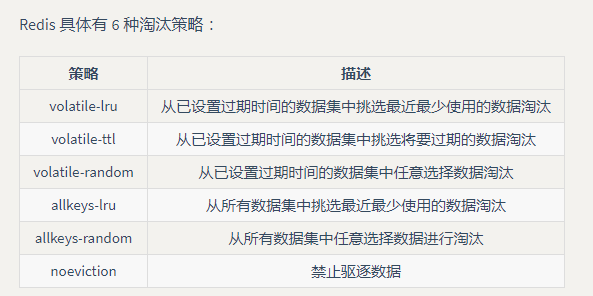 Redis 具体有 6 种淘汰策略：
策略 描述
volatile-lru 从已设置过期时间的数据集中挑选最近最少使用的数据淘汰
volatile-ttl 从已设置过期时间的数据集中挑选将要过期的数据淘汰
volatile-random 从已设置过期时间的数据集中任意选择数据淘汰
allkeys-lru 从所有数据集中挑选最近最少使用的数据淘汰
allkeys-random 从所有数据集中任意选择数据进行淘汰
noeviction 禁止驱逐数据